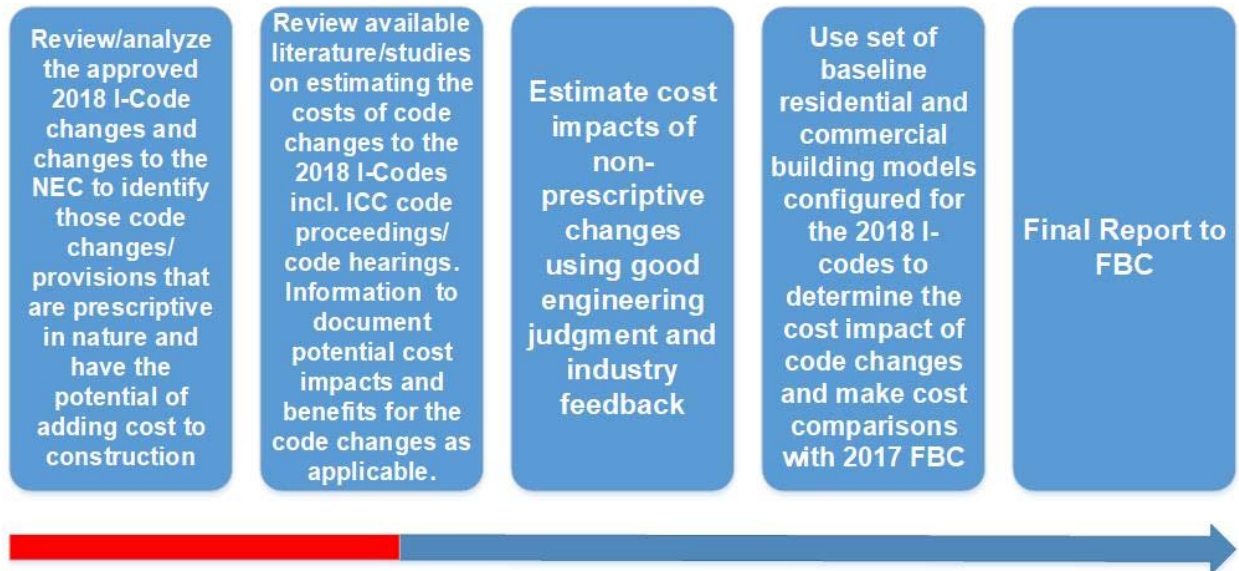 Review/analyze
the approved
2018 I-Code
changes and
changes to the
NEC to identify
those code
changes/
provisions that
are prescriptive
in nature and
have the
potential of
adding cost to
construction
Review available
literature/studies
on estimating the
costs of code
changes to the
2018 I-Codes
incl. ICC code
proceedings/
code hearings.
Information to
document
potential cost
impacts and
benefits for the
code changes as
applicable.
Estimate cost
impacts of
non-
prescriptive
changes
using good
engineering
judgment and
industry
feedback
Use set of
baseline
residential and
commercial
building models
configured for
the 2018 I-
codes to
determine the
cost impact of
code changes
and make cost
comparisons
with 2017 FBC
Final Report to
FBC